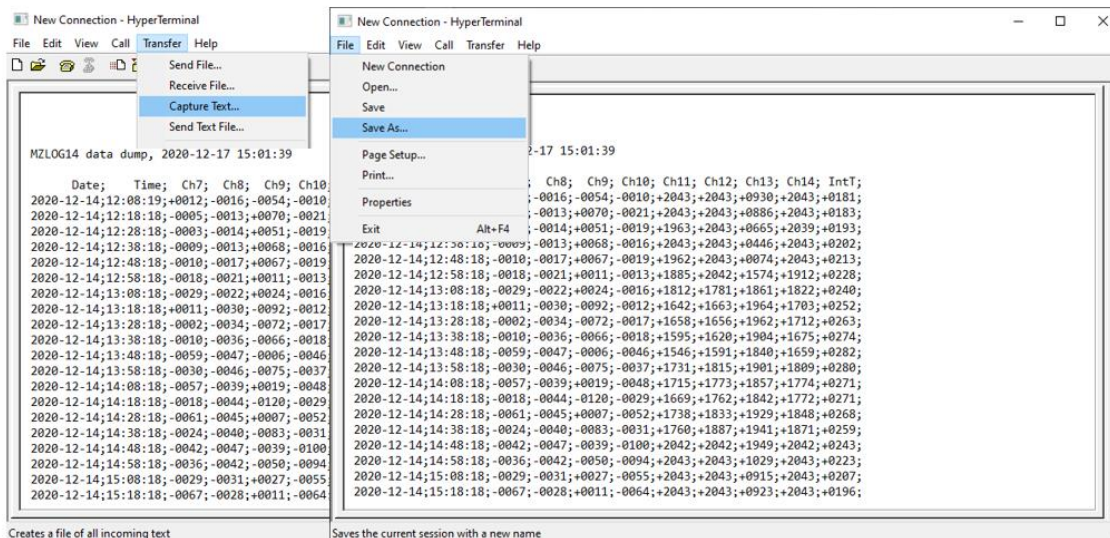 New Connection - HyperTerminal
File Edit View Call Transfer Help
Send File...
Receive File...
Capture Text...
Send Text File...
MZLOG14 data dump, 2020-12-17 15:01:39
Date; Time; Ch7; Ch8; Ch9; Ch10;
2020-12-14;12:08:19;+0012;-0016;-0054;-0010
2020-12-14;12:18:18;-0005;-0013;+0070;-0021
2020-12-14;12:28:18;-0003;-0014;+0051;-0019
2020-12-14;12:38:18;-0009;-0013;+0068;-0016
2020-12-14;12:48:18;-0010;-0017;+0067;-0019
2020-12-14;12:58:18;-0018;-0021;+0011;-0013
2020-12-14;13:08:18;-0029;-0022;+0024;-0016
2020-12-14;13:18:18;+0011;-0030;-0092;-0012
2020-12-14;13:28:18;-0002;-0034;-0072;-0017
2020-12-14;13:38:18;-0010;-0036;-0066;-0018
2020-12-14;13:48:18;-0059;-0047;-0006;-0046
2020-12-14;13:58:18;-0030;-0046;-0075;-0037
2020-12-14;14:08:18;-0057;-0039;+0019;-0048
2020-12-14;14:18:18;-0018;-0044;-0120;-0029
2020-12-14;14:28:18;-0061;-0045;+0007;-0052
2020-12-14;14:38:18;-0024;-0040;-0083;-0031
2020-12-14;14:48:18;-0042;-0047;-0039;-0100
2020-12-14;14:58:18;-0036;-0042;-0050;-0094
2020-12-14;15:08:18;-0029;-0031;+0027;-0055
2020-12-14;15:18:18;-0067;-0028;+0011;-0064
Creates a file of all incoming text
New Connection - HyperTerminal
File Edit View Call Transfer Help
New Connection
Open...
Save
Save As...
Page Setup...
Print...
Properties
Exit Alt+F4
2-17 15:01:39
; Ch8; Ch9; Ch10; Ch11; Ch12; Ch13; Ch14; IntT;
;-0016;-0054;-0010;+2043;+2043;+0930;+2043;+0181;
;-0013;+0070;-0021;+2043;+2043;+0886;+2043;+0183;
;-0014;+0051;-0019;+1963;+2043;+0665;+2039;+0193;
2020-12-14;12:38:18;-0009;-0013;+0068;-0016;+2043;+2043;+0446;+2043;+0202;
2020-12-14;12:48:18;-0010;-0017;+0067;-0019;+1962;+2043;+0074;+2043;+0213;
2020-12-14;12:58:18;-0018;-0021;+0011;-0013;+1885;+2042;+1574;+1912;+0228;
2020-12-14;13:08:18;-0029;-0022;+0024;-0016;+1812;+1781;+1861;+1822;+0240;
2020-12-14;13:18:18;+0011;-0030;-0092;-0012;+1642;+1663;+1964;+1703;+0252;
2020-12-14;13:28:18;-0002;-0034;-0072;-0017;+1658;+1656;+1962;+1712;+0263;
2020-12-14;13:38:18;-0010;-0036;-0066;-0018;+1595;+1620;+1904;+1675;+0274;
2020-12-14;13:48:18;-0059;-0047;-0006;-0046;+1546;+1591;+1840;+1659;+0282;
2020-12-14;13:58:18;-0030;-0046;-0075;-0037;+1731;+1815;+1901;+1809;+0280;
2020-12-14;14:08:18;-0057;-0039;+0019;-0048;+1715;+1773;+1857;+1774;+0271;
2020-12-14;14:18:18;-0018;-0044;-0120;-0029;+1669;+1762;+1842;+1772;+0271;
2020-12-14;14:28:18;-0061;-0045;+0007;-0052;+1738;+1833;+1929;+1848;+0268;
2020-12-14;14:38:18;-0024;-0040;-0083;-0031;+1760;+1887;+1941;+1871;+0259;
2020-12-14;14:48:18;-0042;-0047;-0039;-0100;+2042;+2042;+1949;+2042;+0243;
2020-12-14;14:58:18;-0036;-0042;-0050;-0094;+2043;+2043;+1029;+2043;+0223;
2020-12-14;15:08:18;-0029;-0031;+0027;-0055;+2043;+2043;+0915;+2043;+0207;
2020-12-14;15:18:18;-0067;-0028;+0011;-0064;+2043;+2043;+0923;+2043;+0196;
Saves the current session with a new name